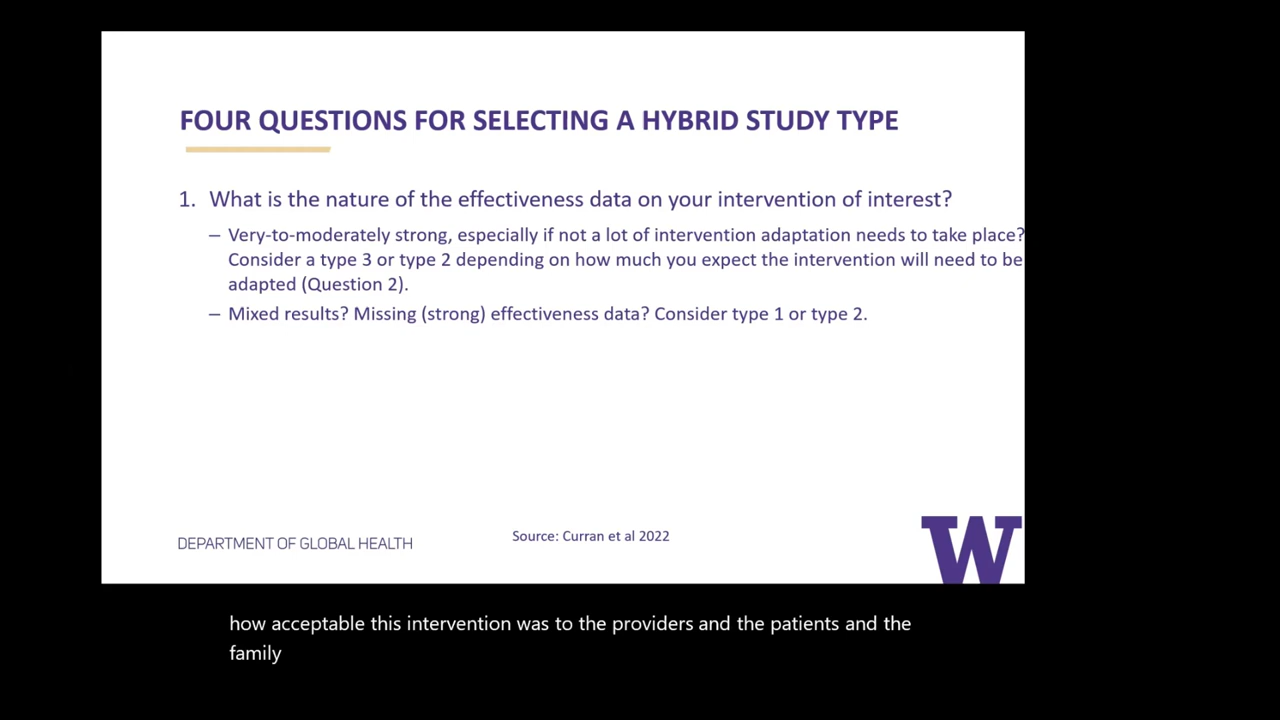 FOUR QUESTIONS FOR SELECTING A HYBRID STUDY TYPE
1. What is the nature of the effectiveness data on your intervention of interest?
– Very-to-moderately strong, especially if not a lot of intervention adaptation needs to take place?
Consider a type 3 or type 2 depending on how much you expect the intervention will need to be
adapted (Question 2).
– Mixed results? Missing (strong) effectiveness data? Consider type 1 or type 2.
DEPARTMENT OF GLOBAL HEALTH
Source: Curran et al 2022
W
how acceptable this intervention was to the providers and the patients and the
family